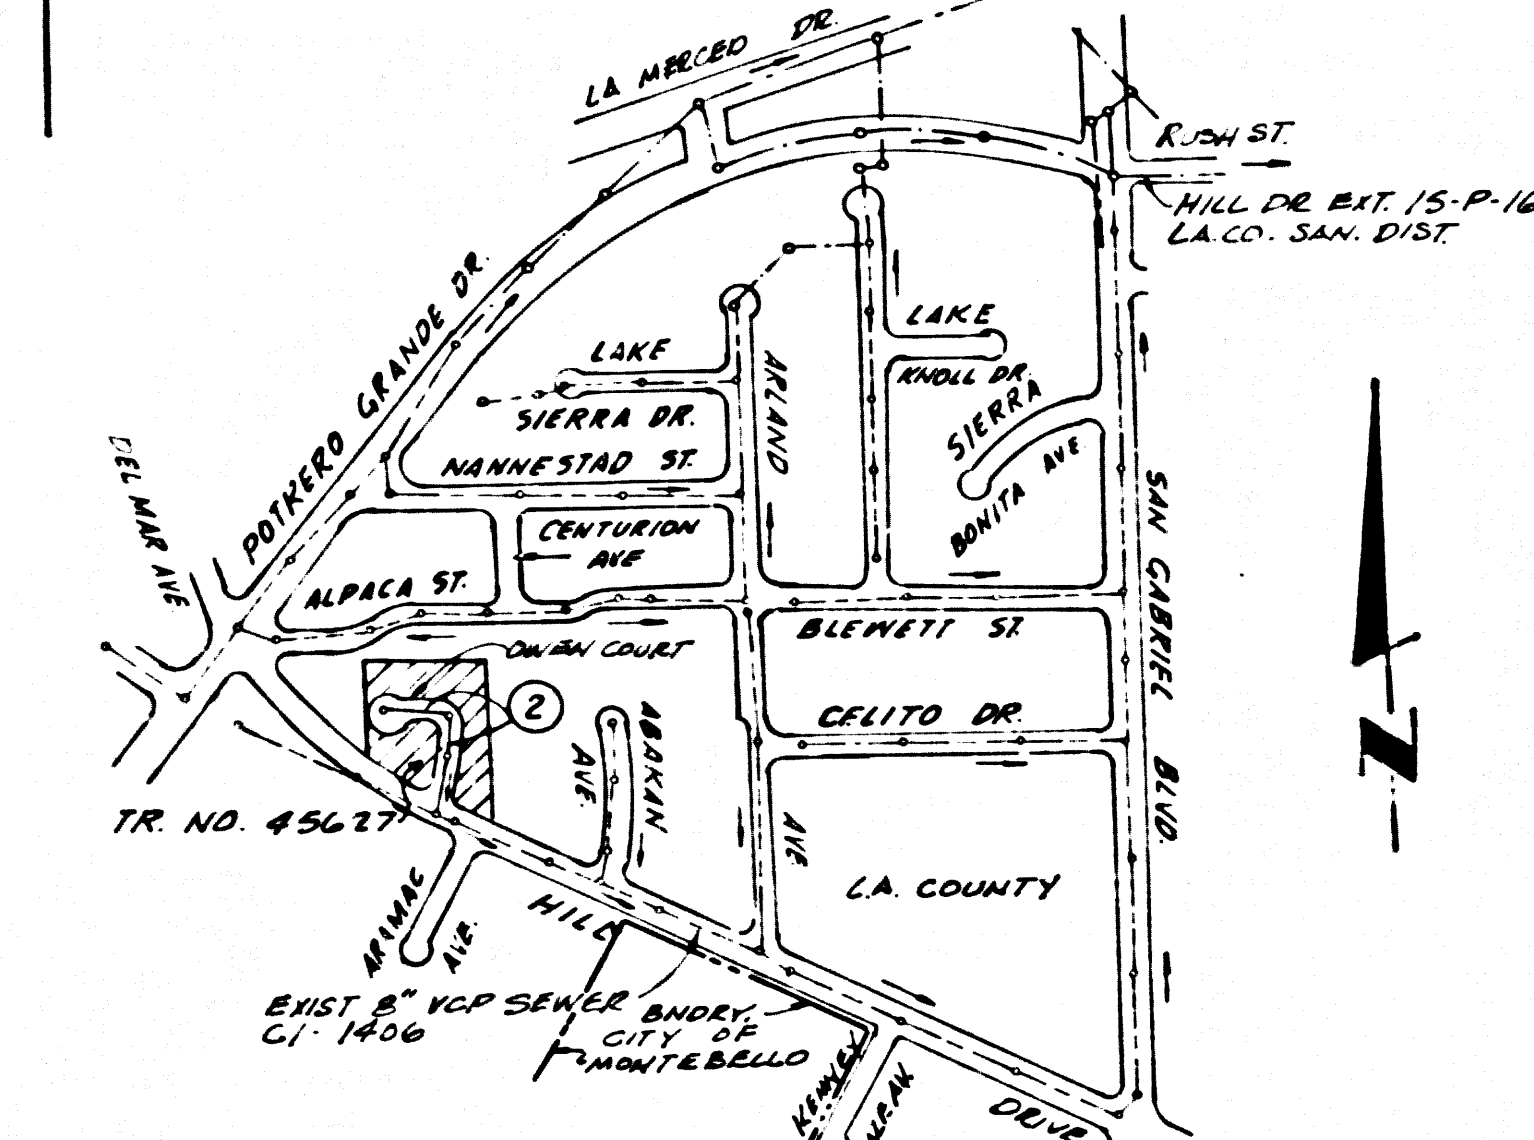 LA MERCED DR.
RUSH ST.
HILL DR EXT. 15-P-16
LA.CO. SAN. DIST.
POTRERO GRANDE DR.
DEL MAR AVE
LAKE
SIERRA DR.
ARLAND
AVE
LAKE
KNOLL DR.
SIERRA
BONITA AVE
NANNESTAD ST.
CENTURION
AVE
SAN GABRIEL BLVD.
ALPACA ST.
BLEWETT ST.
OWEN COURT
2
CELITO DR.
ABAKAN
AVE.
TR. NO. 45627
L.A. COUNTY
ARAMAC
AVE.
HILL
DRIVE
EXIST 8" VCP SEWER
C.I. 1406
BNDRY.
CITY OF
MONTEBELLO
N